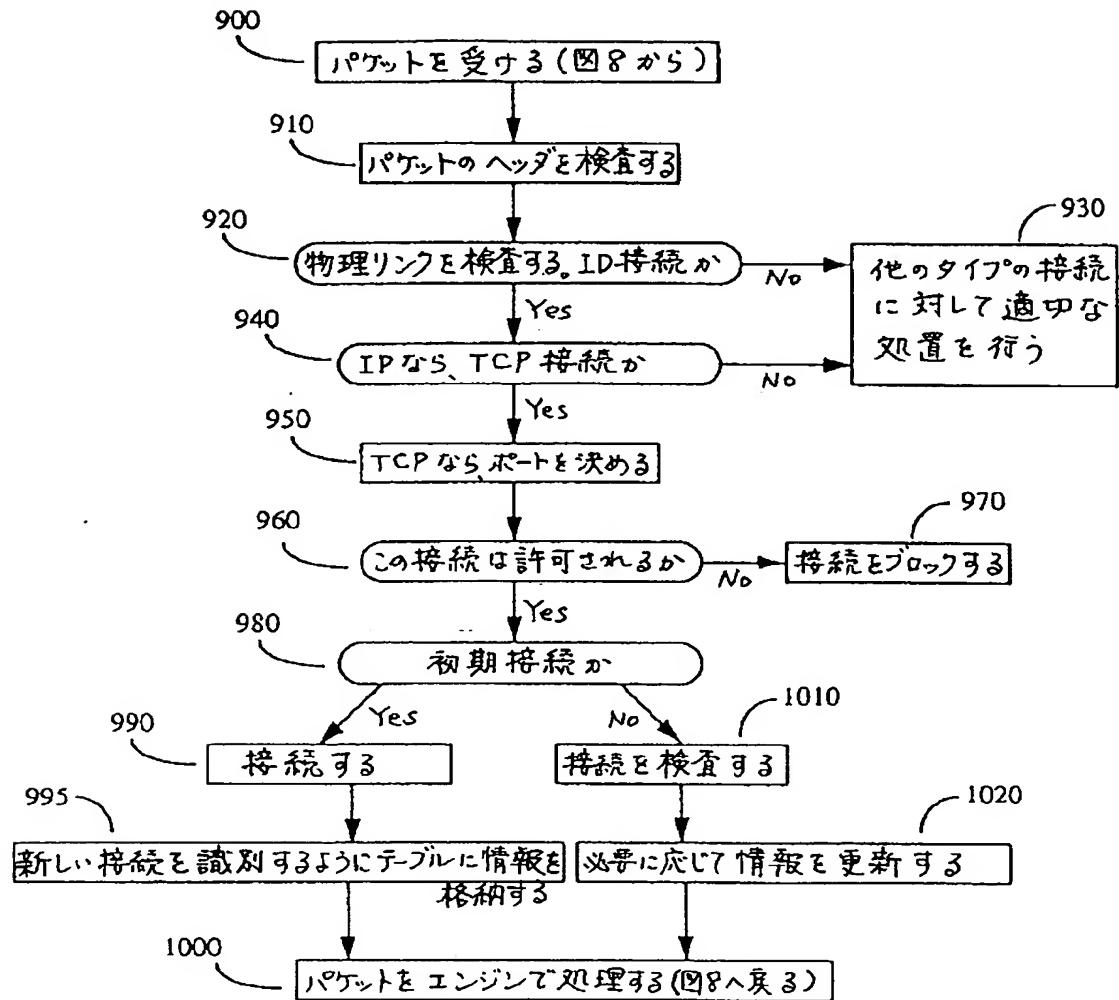 900
パケットを受ける(図8から)
910
パケットのヘッダを検査する
920
物理リンクを検査する。ID接続か
No
930
他のタイプの接続
に対して適切な
処置を行う
Yes
940
IPなら、TCP接続か
No
Yes
950
TCPなら、ポートを決める
960
この接続は許可されるか
No
970
接続をブロックする
Yes
980
初期接続か
Yes
No
990
接続する
1010
接続を検査する
995
新しい接続を識別するようにテーブルに情報を
格納する
1020
必要に応じて情報を更新する
1000
パケットをエンジンで処理する(図8へ戻る)